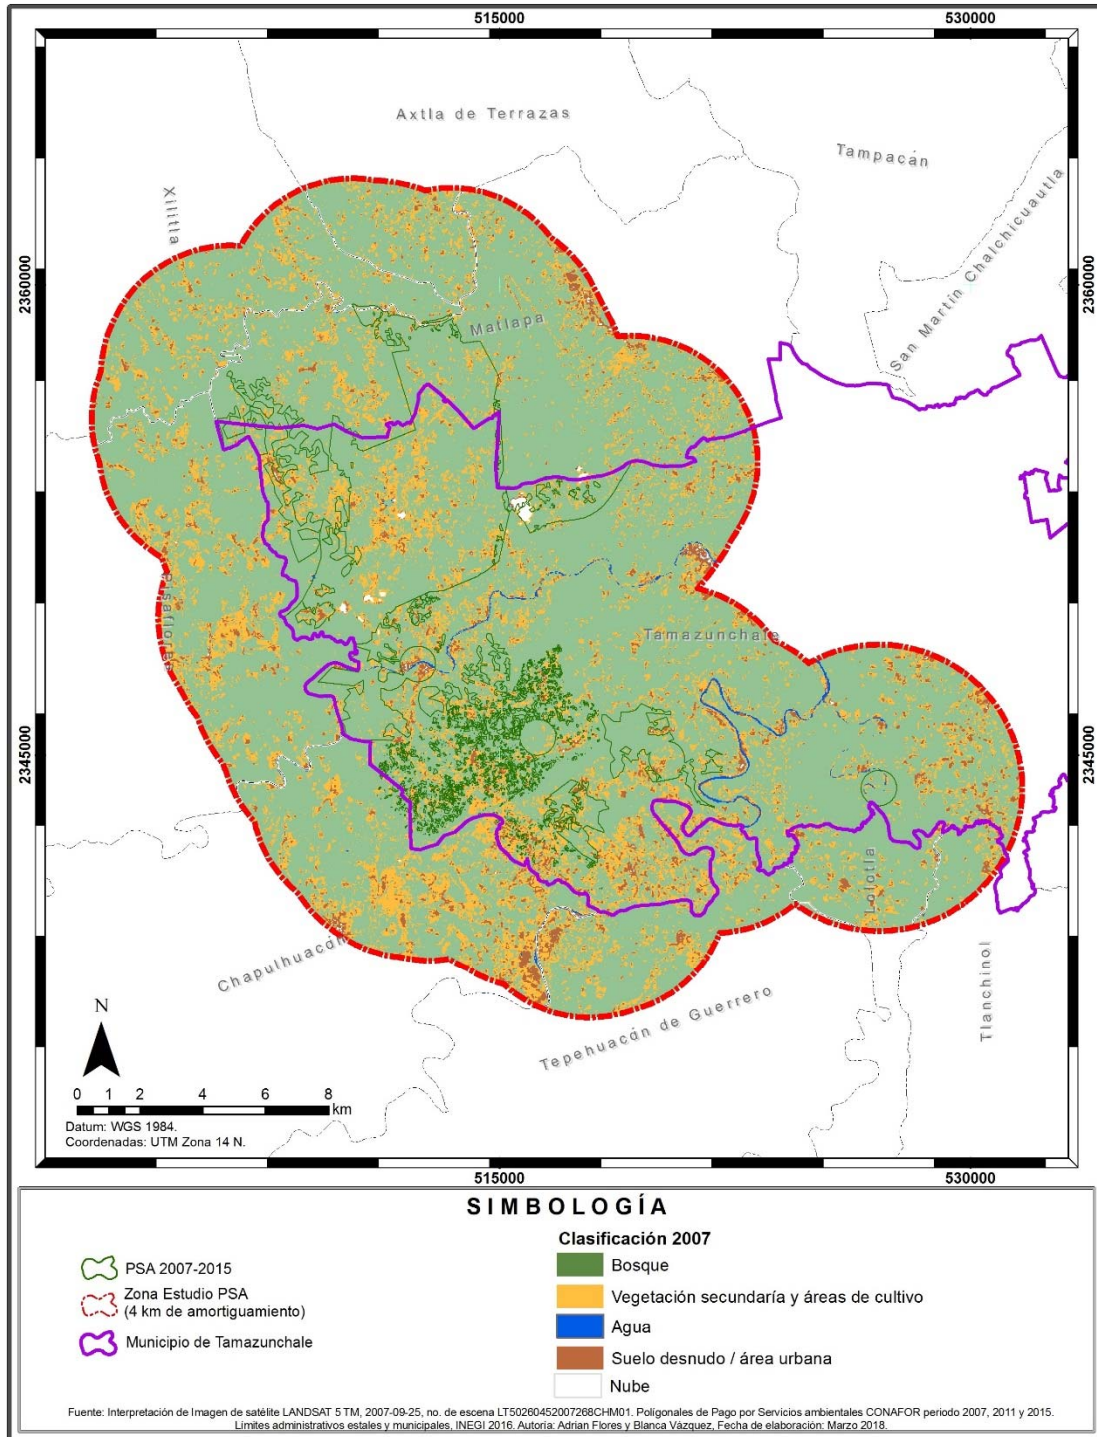 515000
530000
Axtla de Terrazas
Tampacán
Xilitla
San Martín Chalchicuautla
2360000
2360000
Matlapa
Pisaflores
Tamazunchale
2345000
2345000
Lolotla
Chapulhuacán
Tlanchinol
Tepehuacán de Guerrero
N
0 1 2 4 6 8
km
Datum: WGS 1984.
Coordenadas: UTM Zona 14 N.
515000
530000
SIMBOLOGÍA
Clasificación 2007
PSA 2007-2015
Bosque
Zona Estudio PSA
(4 km de amortiguamiento)
Vegetación secundaría y áreas de cultivo
Agua
Municipio de Tamazunchale
Suelo desnudo / área urbana
Nube
Fuente: Interpretación de Imagen de satélite LANDSAT 5 TM, 2007-09-25, no. de escena LT50260452007268CHM01. Polígonales de Pago por Servicios ambientales CONAFOR periodo 2007, 2011 y 2015.
Límites administrativos estales y municipales, INEGI 2016. Autoría: Adrían Flores y Blanca Vázquez, Fecha de elaboración: Marzo 2018.